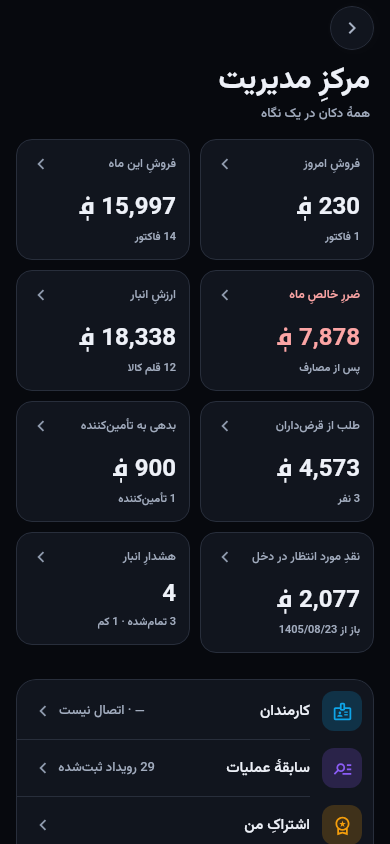 مرکزِ مدیریت
همهٔ دکان در یک نگاه
فروشِ امروز
230 ؋
1 فاکتور
فروشِ این ماه
15,997 ؋
14 فاکتور
ضررِ خالصِ ماه
7,878 ؋
پس از مصارف
ارزشِ انبار
18,338 ؋
12 قلم کالا
طلب از قرض‌داران
4,573 ؋
3 نفر
بدهی به تأمین‌کننده
900 ؋
1 تأمین‌کننده
نقدِ مورد انتظار در دخل
2,077 ؋
باز از 1405/08/23
هشدارِ انبار
4
3 تمام‌شده · 1 کم
کارمندان
— · اتصال نیست
سابقهٔ عملیات
29 رویداد ثبت‌شده
اشتراکِ من